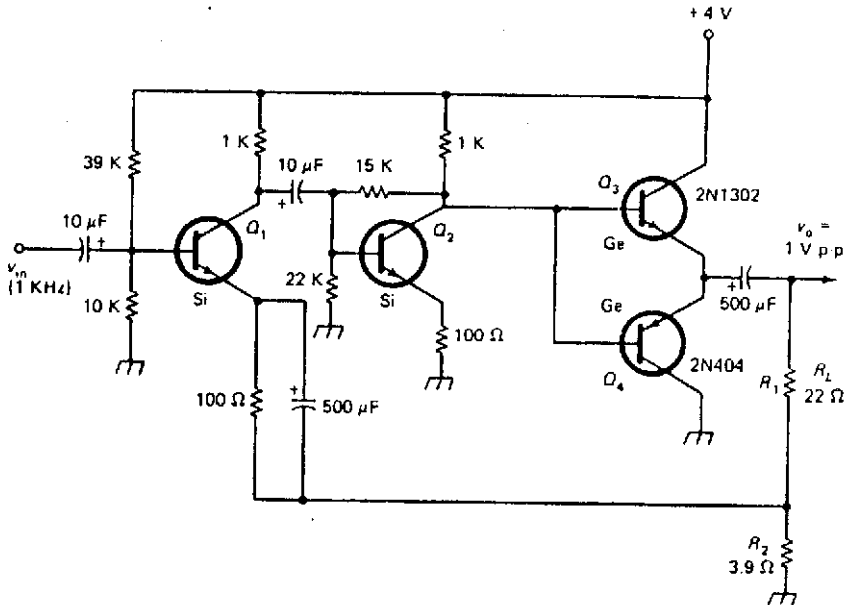 + 4 V
1 K
1 K
39 K
10 µF
15 K
Q₃
2N1302
10 µF
Q₁
Q₂
Ge
vₒ =
1 V p·p
vᵢₙ
(1 KHz)
Si
22 K
Si
Ge
500 µF
10 K
100 Ω
2N404
Q₄
R₁
R_L
22 Ω
100 Ω
500 µF
R₂
3.9 Ω